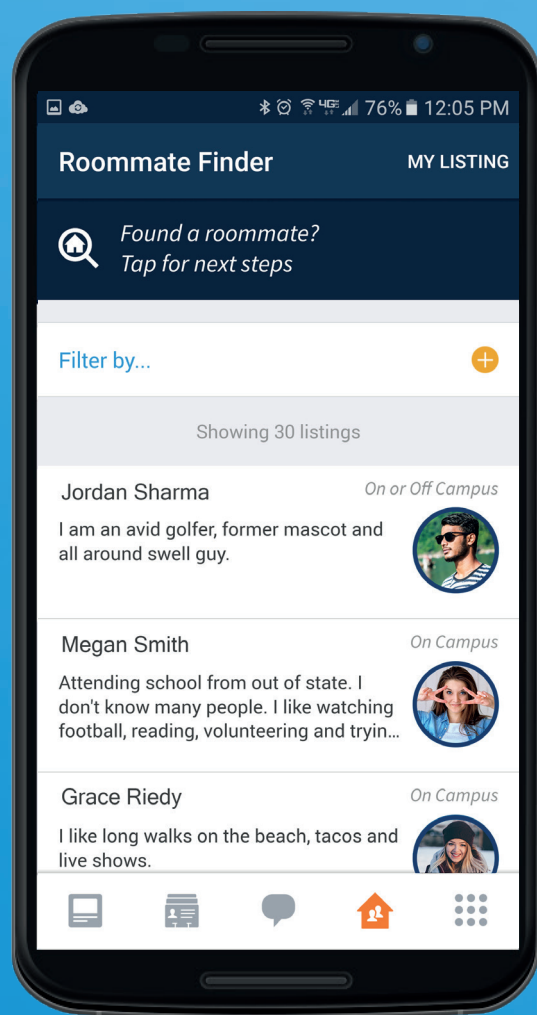 4GE 76% 12:05 PM
Roommate Finder MY LISTING
Found a roommate?
Tap for next steps
Filter by...
Showing 30 listings
Jordan Sharma On or Off Campus
I am an avid golfer, former mascot and
all around swell guy.
Megan Smith On Campus
Attending school from out of state. I
don't know many people. I like watching
football, reading, volunteering and tryin...
Grace Riedy On Campus
I like long walks on the beach, tacos and
live shows.